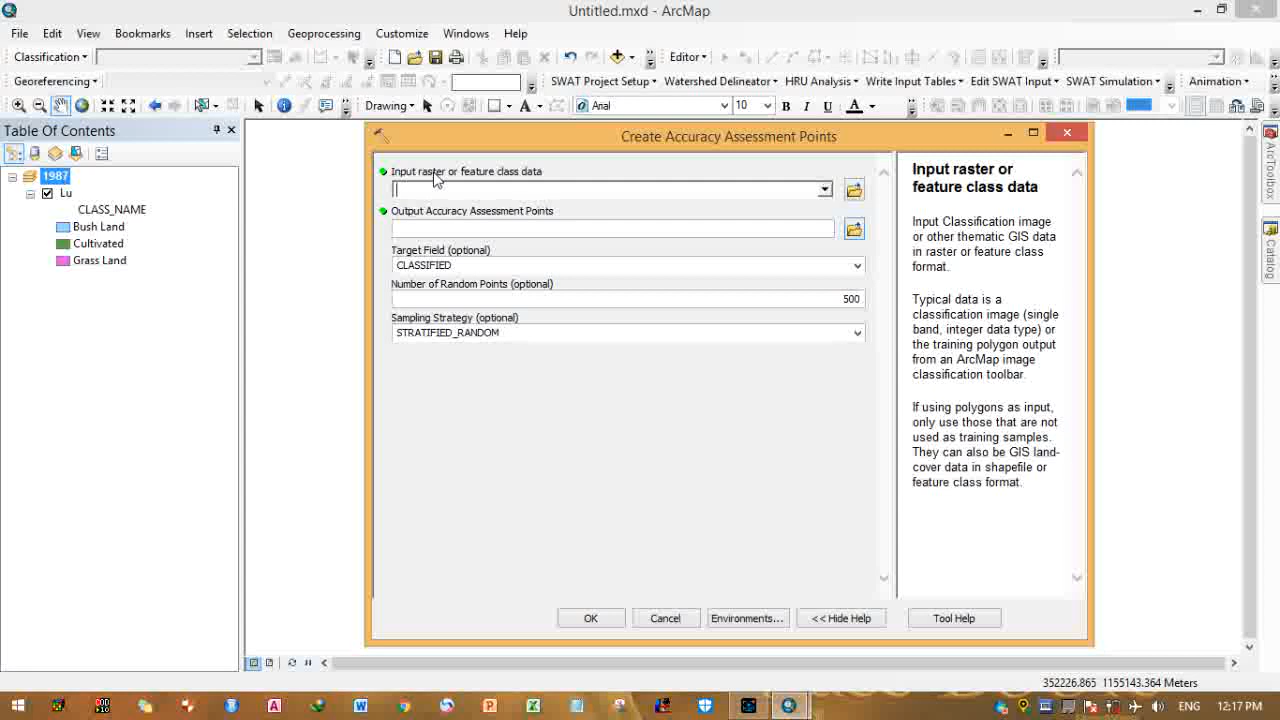 Untitled.mxd - ArcMap
File Edit View Bookmarks Insert Selection Geoprocessing Customize Windows Help
Classification Editor
Georeferencing SWAT Project Setup Watershed Delineator HRU Analysis Write Input Tables Edit SWAT Input SWAT Simulation Animation
Drawing A Arial 10 B I U A
Table Of Contents
1987
Lu
CLASS_NAME
Bush Land
Cultivated
Grass Land
Create Accuracy Assessment Points
Input raster or feature class data
Output Accuracy Assessment Points
Target Field (optional)
CLASSIFIED
Number of Random Points (optional)
500
Sampling Strategy (optional)
STRATIFIED_RANDOM
OK Cancel Environments... << Hide Help Tool Help
Input raster or
feature class data
Input Classification image
or other thematic GIS data
in raster or feature class
format.
Typical data is a
classification image (single
band, integer data type) or
the training polygon output
from an ArcMap image
classification toolbar.
If using polygons as input,
only use those that are not
used as training samples.
They can also be GIS land-
cover data in shapefile or
feature class format.
ArcToolbox
Catalog
352226.865 1155143.364 Meters
ENG 12:17 PM